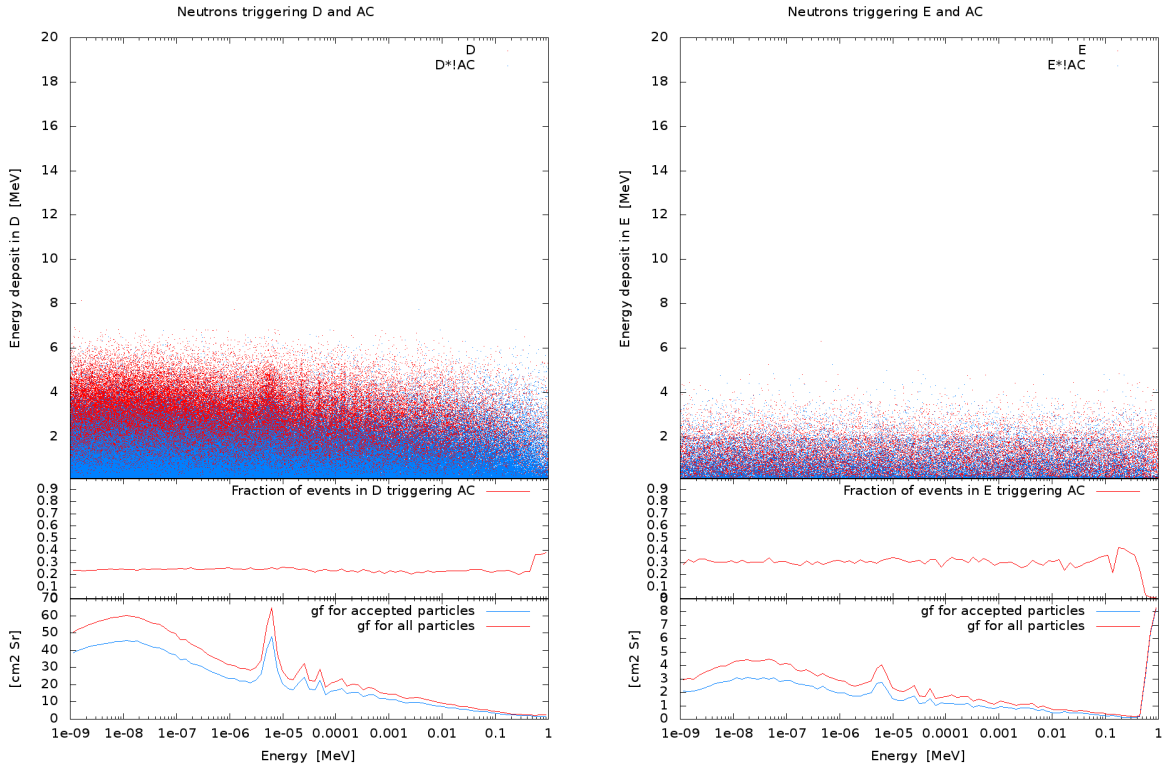 Neutrons triggering D and AC
20
18
16
14
12
10
8
6
4
2
Energy deposit in D [MeV]
D
D*!AC
0.9
0.8
0.7
0.6
0.5
0.4
0.3
0.2
0.1
Fraction of events in D triggering AC
70
60
50
40
30
20
10
0
[cm2 Sr]
gf for accepted particles
gf for all particles
1e-09
1e-08
1e-07
1e-06
1e-05
0.0001
0.001
0.01
0.1
1
Energy [MeV]
Neutrons triggering E and AC
20
18
16
14
12
10
8
6
4
2
Energy deposit in E [MeV]
E
E*!AC
0.9
0.8
0.7
0.6
0.5
0.4
0.3
0.2
0.1
Fraction of events in E triggering AC
8
7
6
5
4
3
2
1
0
[cm2 Sr]
gf for accepted particles
gf for all particles
1e-09
1e-08
1e-07
1e-06
1e-05
0.0001
0.001
0.01
0.1
1
Energy [MeV]